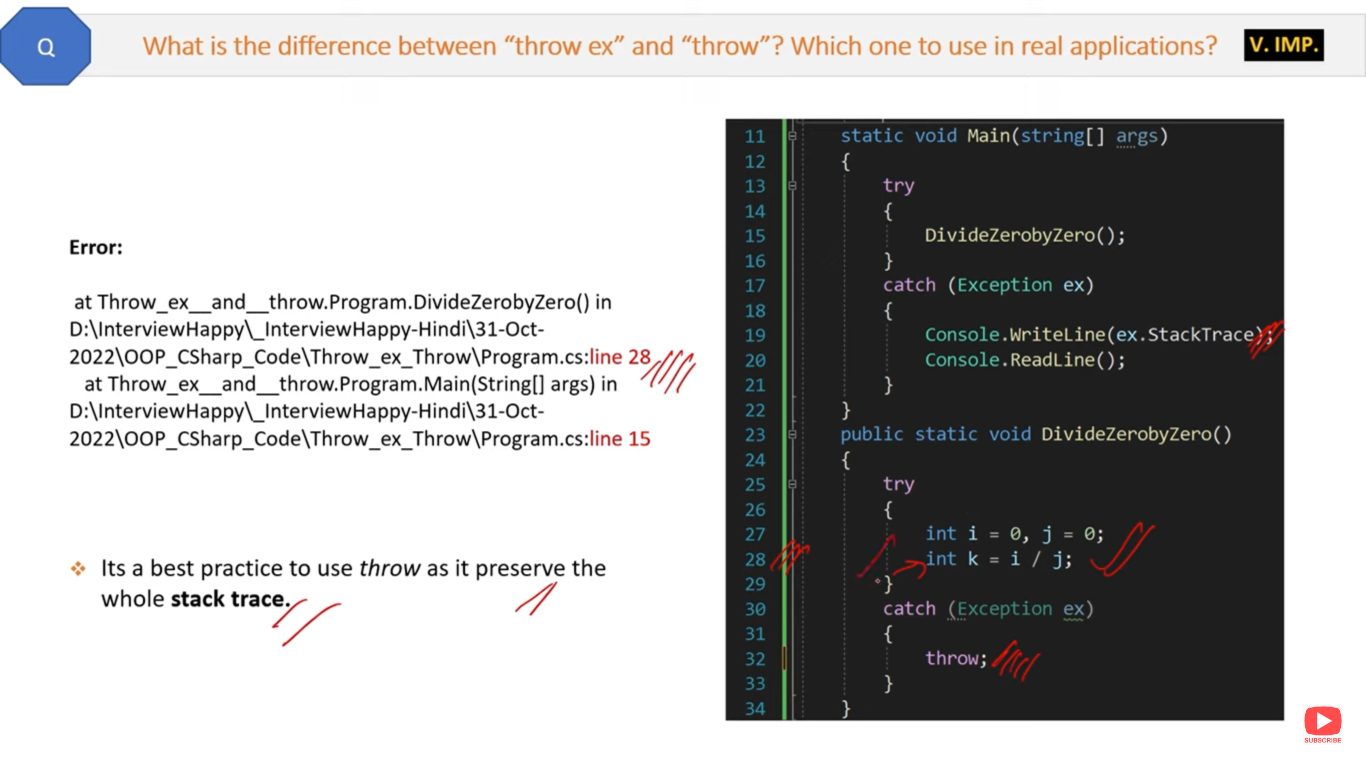 Q
What is the difference between “throw ex” and “throw”? Which one to use in real applications?
V. IMP.
Error:
at Throw_ex__and__throw.Program.DivideZerobyZero() in
D:\InterviewHappy\_InterviewHappy-Hindi\31-Oct-
2022\OOP_CSharp_Code\Throw_ex_Throw\Program.cs:line 28
at Throw_ex__and__throw.Program.Main(String[] args) in
D:\InterviewHappy\_InterviewHappy-Hindi\31-Oct-
2022\OOP_CSharp_Code\Throw_ex_Throw\Program.cs:line 15
❖ Its a best practice to use throw as it preserve the
whole stack trace.
11 static void Main(string[] args)
12 {
13 try
14 {
15 DivideZerobyZero();
16 }
17 catch (Exception ex)
18 {
19 Console.WriteLine(ex.StackTrace);
20 Console.ReadLine();
21 }
22 }
23 public static void DivideZerobyZero()
24 {
25 try
26 {
27 int i = 0, j = 0;
28 int k = i / j;
29 }
30 catch (Exception ex)
31 {
32 throw;
33 }
34 }
SUBSCRIBE